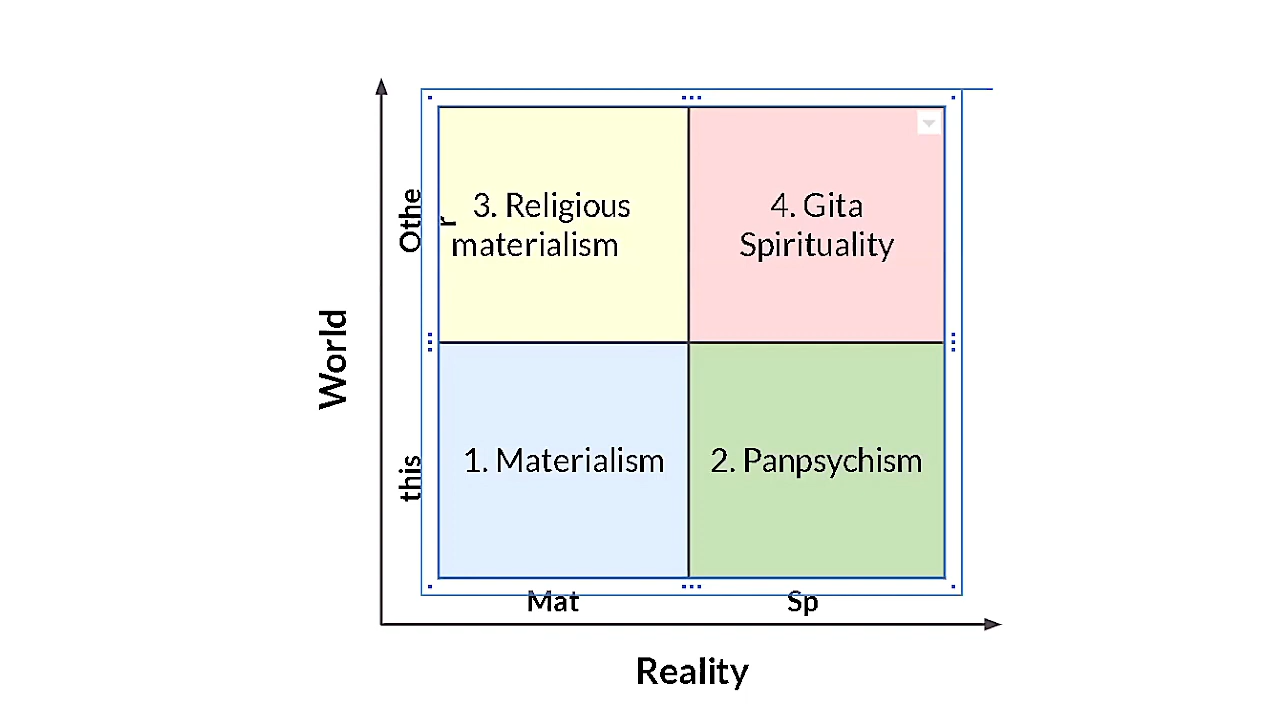 3. Religious
materialism
4. Gita
Spirituality
Othe
r
World
1. Materialism
2. Panpsychism
this
Mat
Sp
Reality